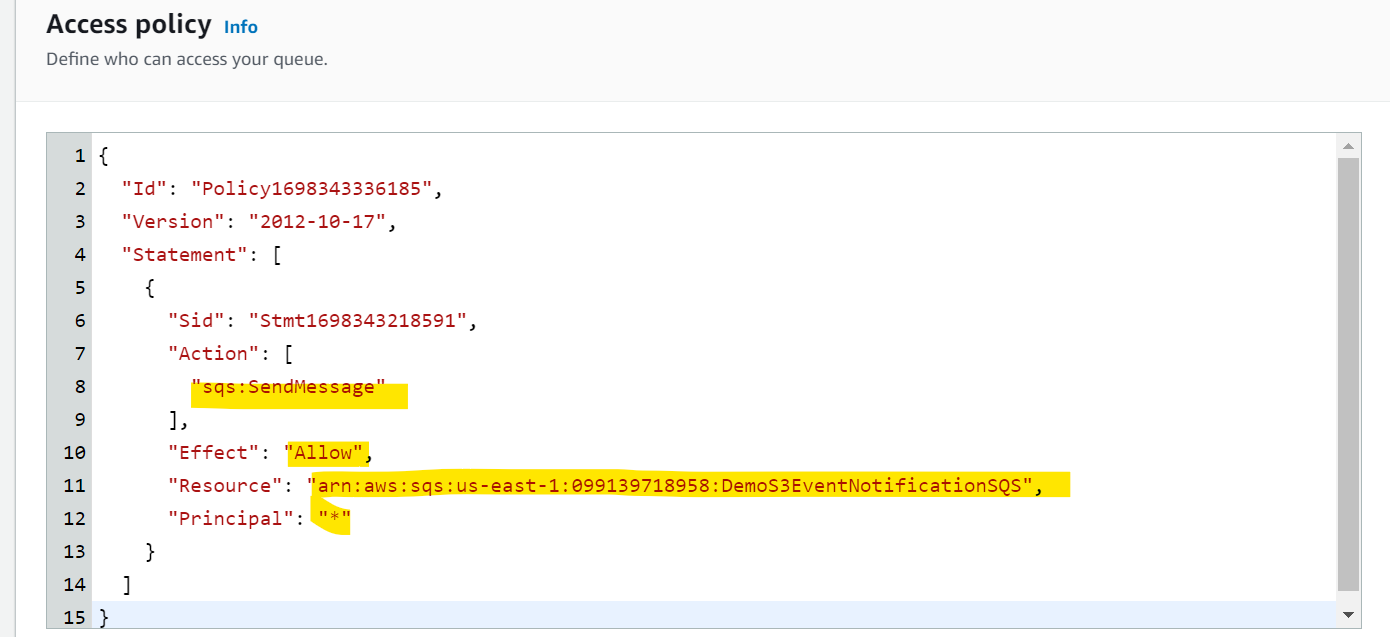 Access policy Info
Define who can access your queue.
1 {
2 "Id": "Policy1698343336185",
3 "Version": "2012-10-17",
4 "Statement": [
5 {
6 "Sid": "Stmt1698343218591",
7 "Action": [
8 "sqs:SendMessage"
9 ],
10 "Effect": "Allow",
11 "Resource": "arn:aws:sqs:us-east-1:099139718958:DemoS3EventNotificationSQS",
12 "Principal": "*"
13 }
14 ]
15 }